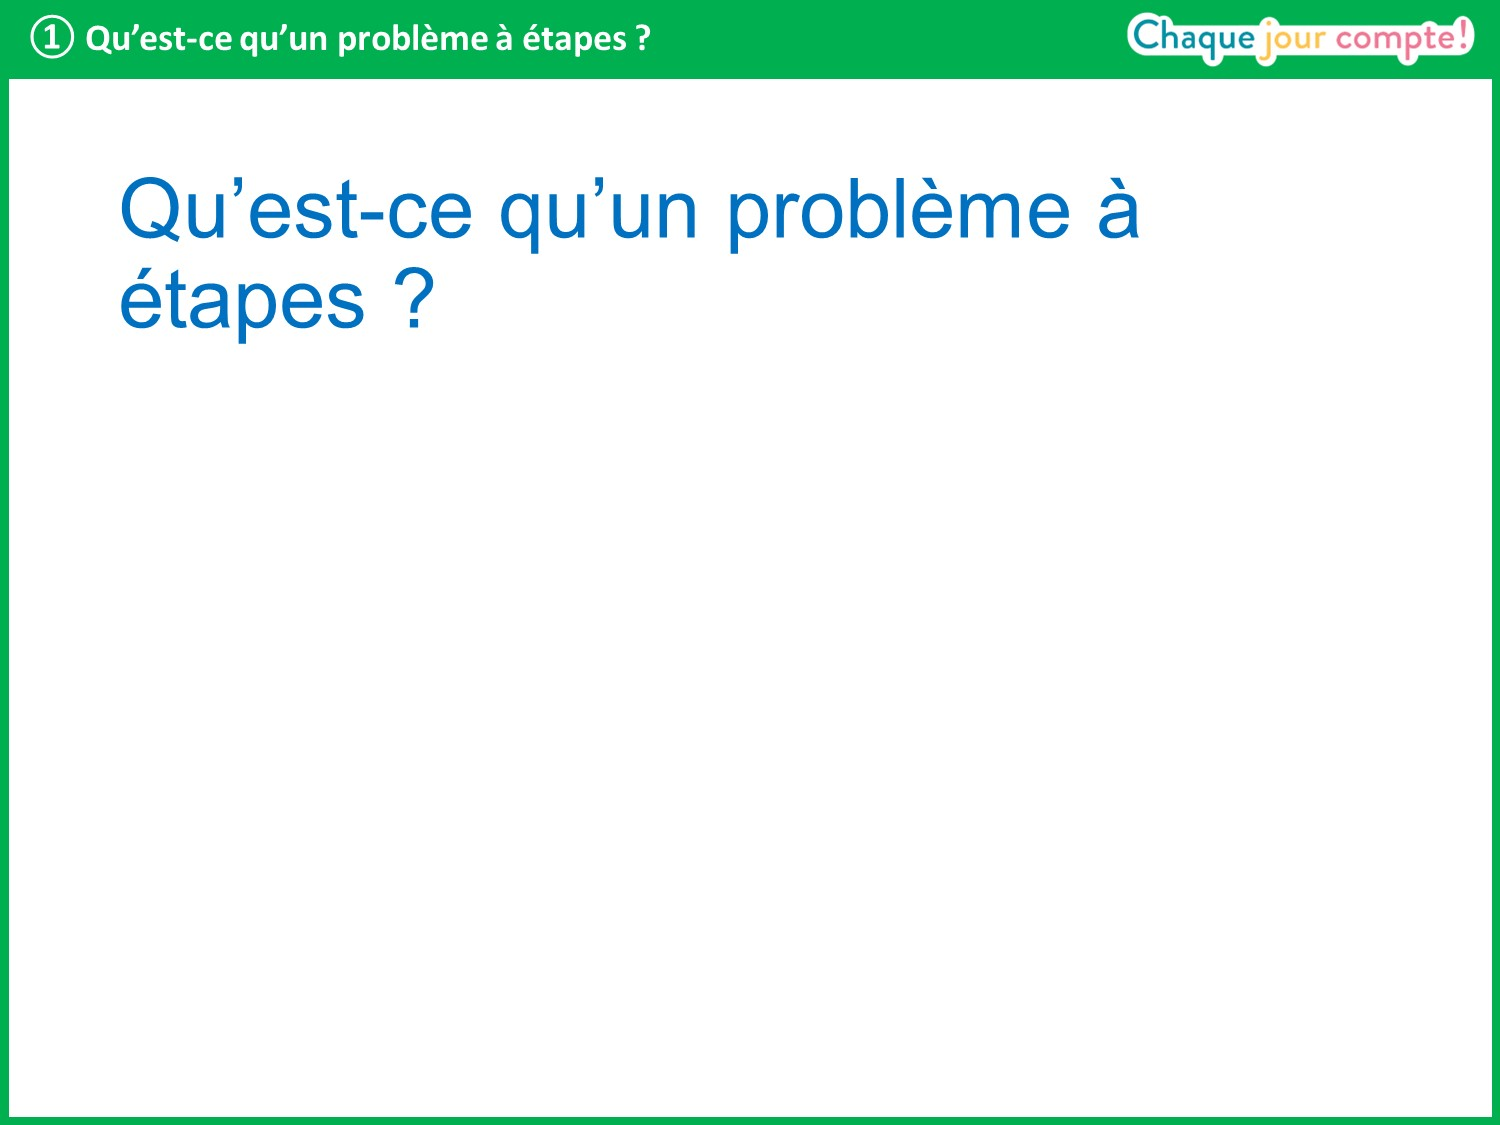 ① Qu’est-ce qu’un problème à étapes ?
Chaque jour compte!
Qu’est-ce qu’un problème à
étapes ?